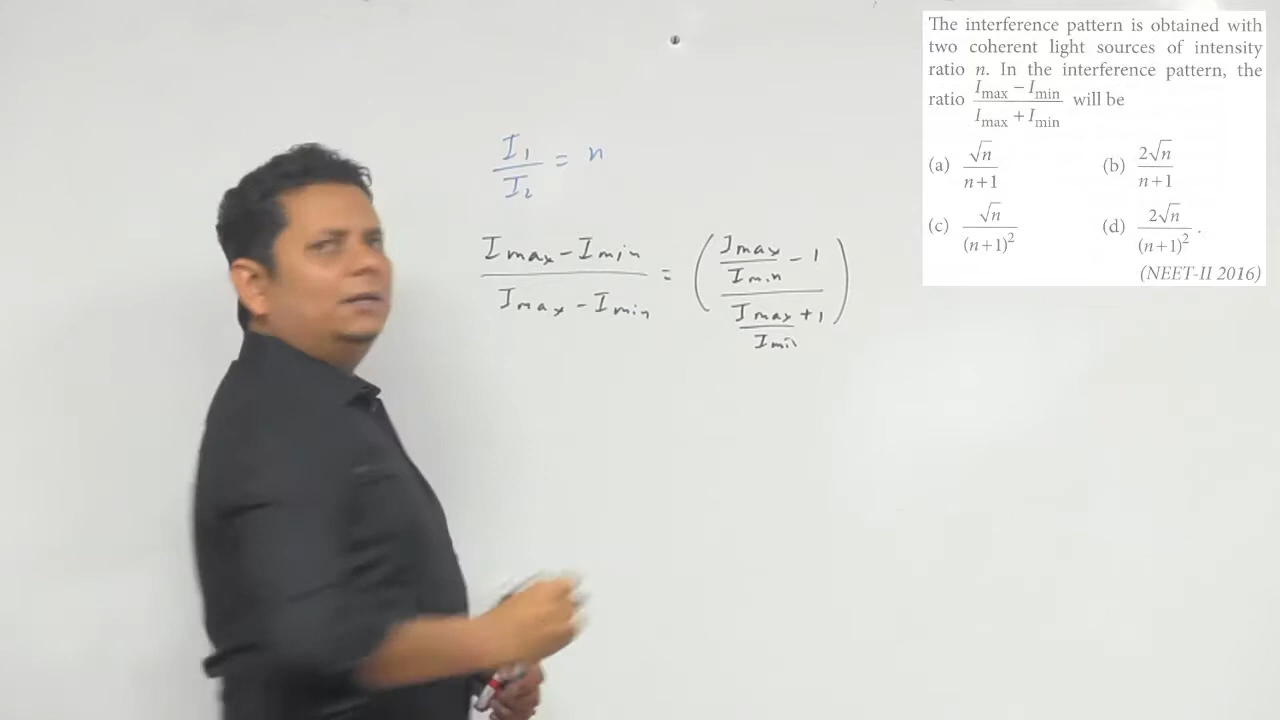 The interference pattern is obtained with
two coherent light sources of intensity
ratio n. In the interference pattern, the
ratio (Imax − Imin)/(Imax + Imin) will be
(a) √n/(n+1) (b) 2√n/(n+1)
(c) √n/(n+1)² (d) 2√n/(n+1)² .
(NEET-II 2016)
I₁/I₂ = n
(Imax − Imin)/(Imax − Imin) = ((Imax/Imin − 1)/(Imax/Imin + 1))